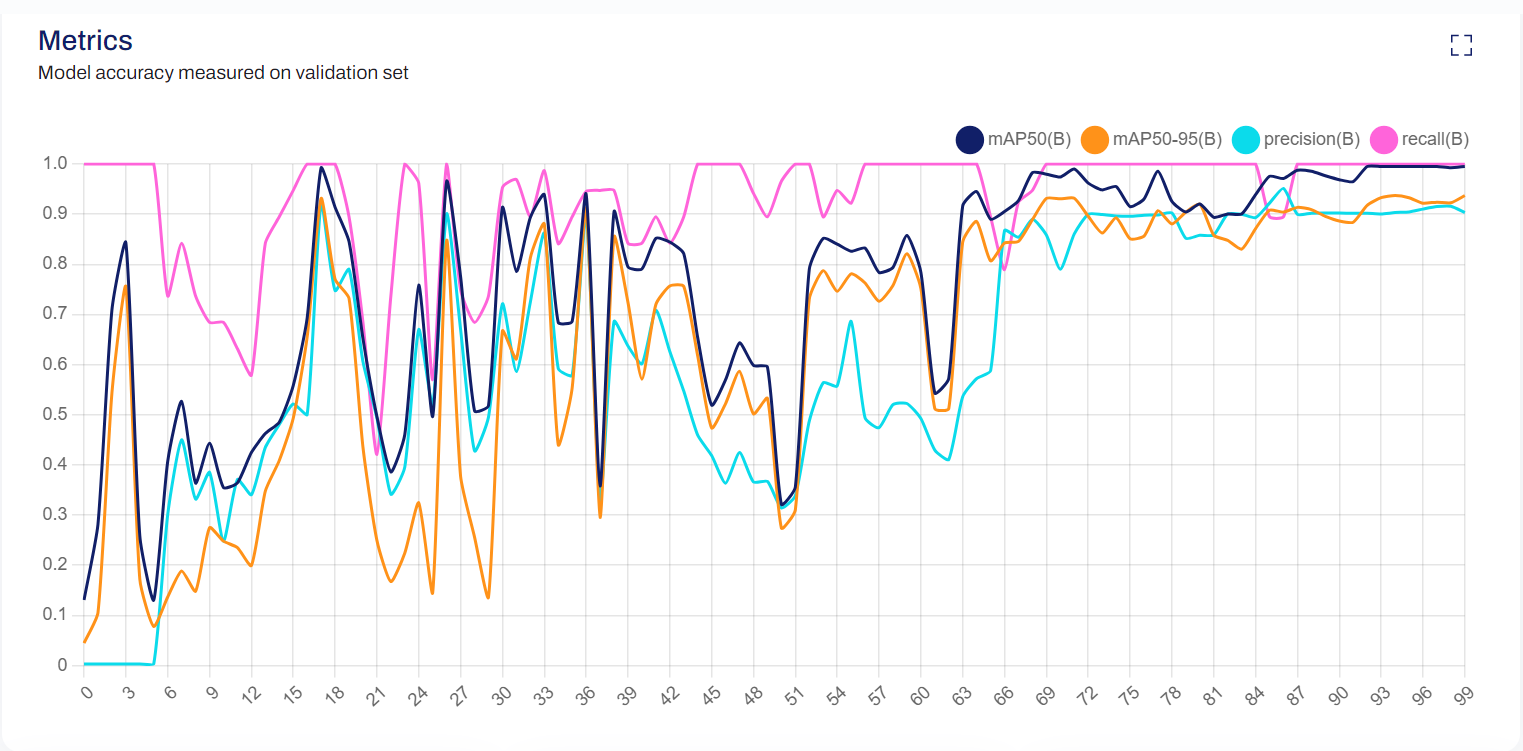 Metrics
Model accuracy measured on validation set
mAP50(B) mAP50-95(B) precision(B) recall(B)
1.0
0.9
0.8
0.7
0.6
0.5
0.4
0.3
0.2
0.1
0
0 3 6 9 12 15 18 21 24 27 30 33 36 39 42 45 48 51 54 57 60 63 66 69 72 75 78 81 84 87 90 93 96 99